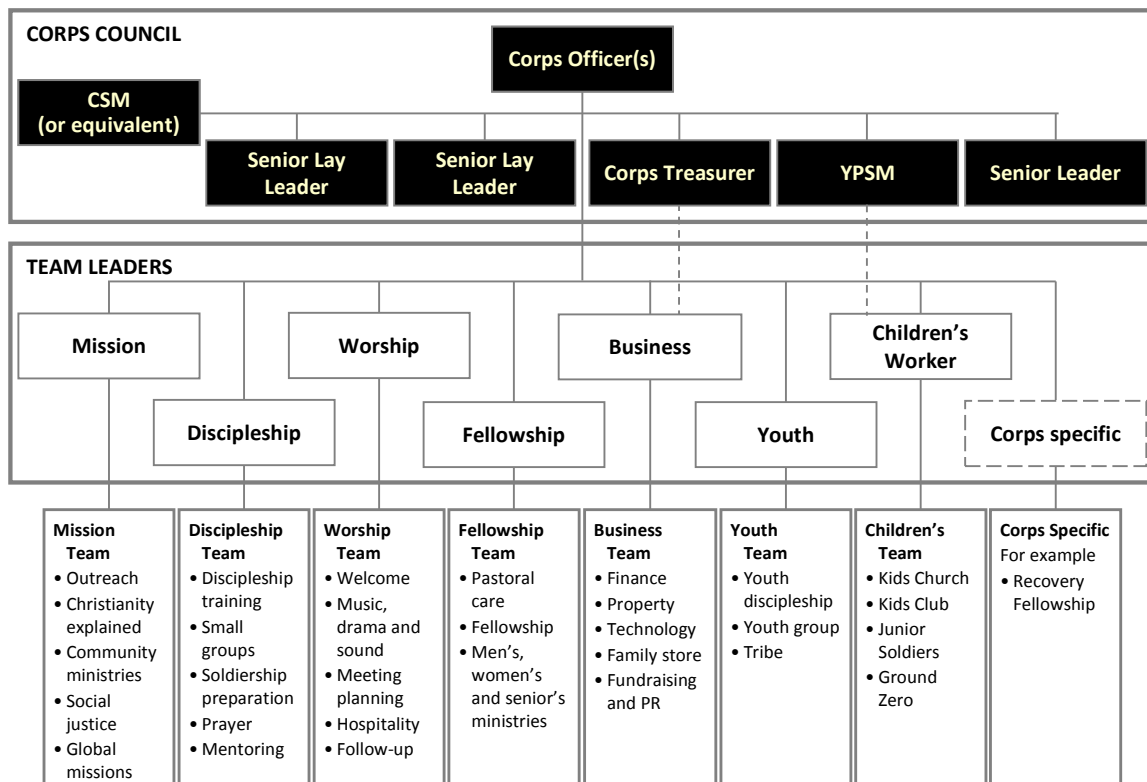 CORPS COUNCIL
Corps Officer(s)
CSM
(or equivalent)
Senior Lay
Leader
Senior Lay
Leader
Corps Treasurer
YPSM
Senior Leader
TEAM LEADERS
Mission
Worship
Business
Children's
Worker
Discipleship
Fellowship
Youth
Corps specific
Mission
Team
• Outreach
• Christianity
explained
• Community
ministries
• Social
justice
• Global
missions
Discipleship
Team
• Discipleship
training
• Small
groups
• Soldiership
preparation
• Prayer
• Mentoring
Worship
Team
• Welcome
• Music,
drama and
sound
• Meeting
planning
• Hospitality
• Follow-up
Fellowship
Team
• Pastoral
care
• Fellowship
• Men's,
women's
and senior's
ministries
Business
Team
• Finance
• Property
• Technology
• Family store
• Fundraising
and PR
Youth
Team
• Youth
discipleship
• Youth group
• Tribe
Children's
Team
• Kids Church
• Kids Club
• Junior
Soldiers
• Ground
Zero
Corps Specific
For example
• Recovery
Fellowship